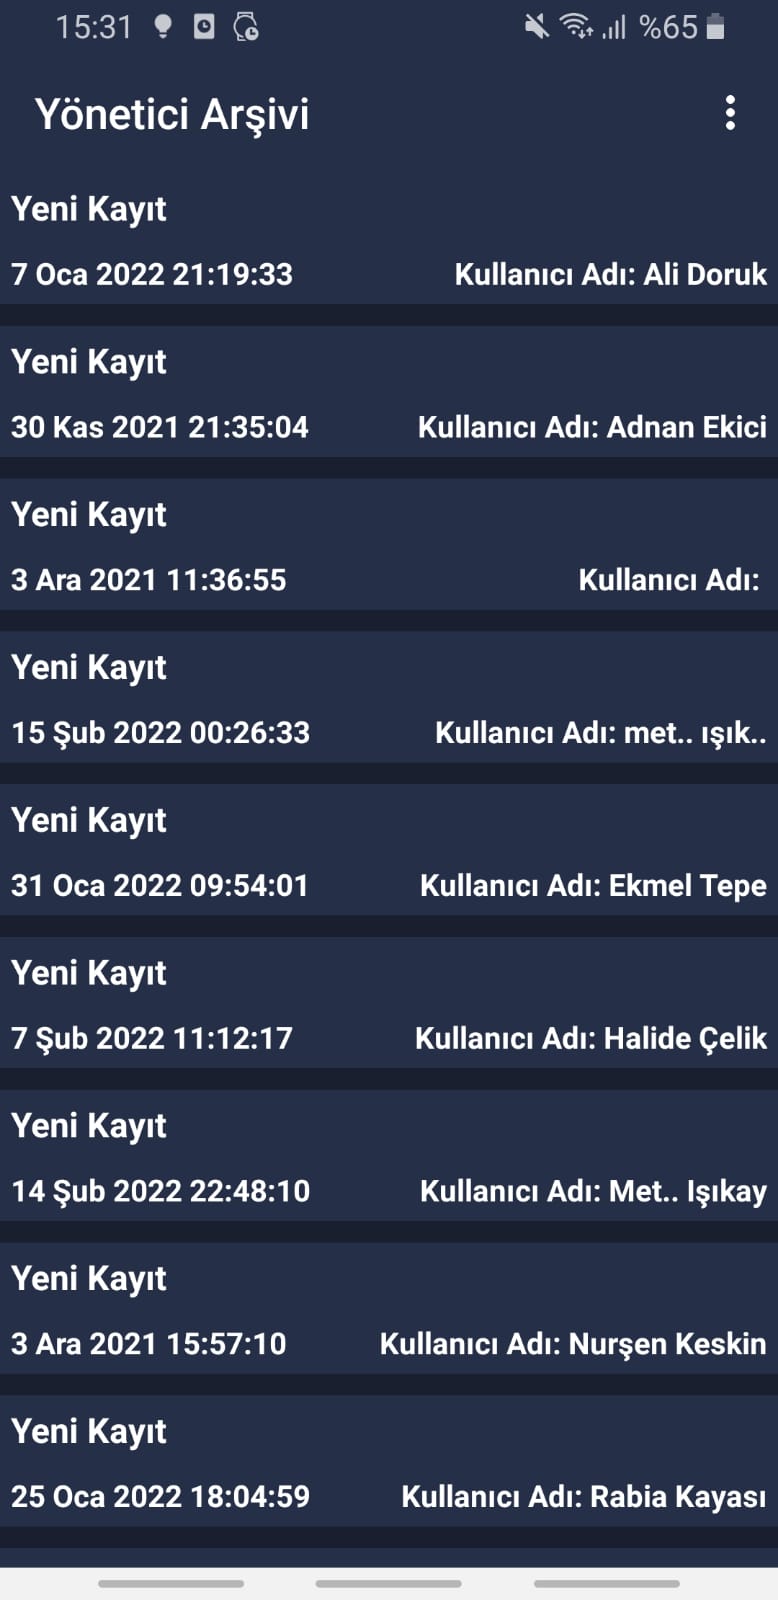 15:31 %65
Yönetici Arşivi
Yeni Kayıt
7 Oca 2022 21:19:33 Kullanıcı Adı: Ali Doruk
Yeni Kayıt
30 Kas 2021 21:35:04 Kullanıcı Adı: Adnan Ekici
Yeni Kayıt
3 Ara 2021 11:36:55 Kullanıcı Adı:
Yeni Kayıt
15 Şub 2022 00:26:33 Kullanıcı Adı: met.. ışık..
Yeni Kayıt
31 Oca 2022 09:54:01 Kullanıcı Adı: Ekmel Tepe
Yeni Kayıt
7 Şub 2022 11:12:17 Kullanıcı Adı: Halide Çelik
Yeni Kayıt
14 Şub 2022 22:48:10 Kullanıcı Adı: Met.. Işıkay
Yeni Kayıt
3 Ara 2021 15:57:10 Kullanıcı Adı: Nurşen Keskin
Yeni Kayıt
25 Oca 2022 18:04:59 Kullanıcı Adı: Rabia Kayası